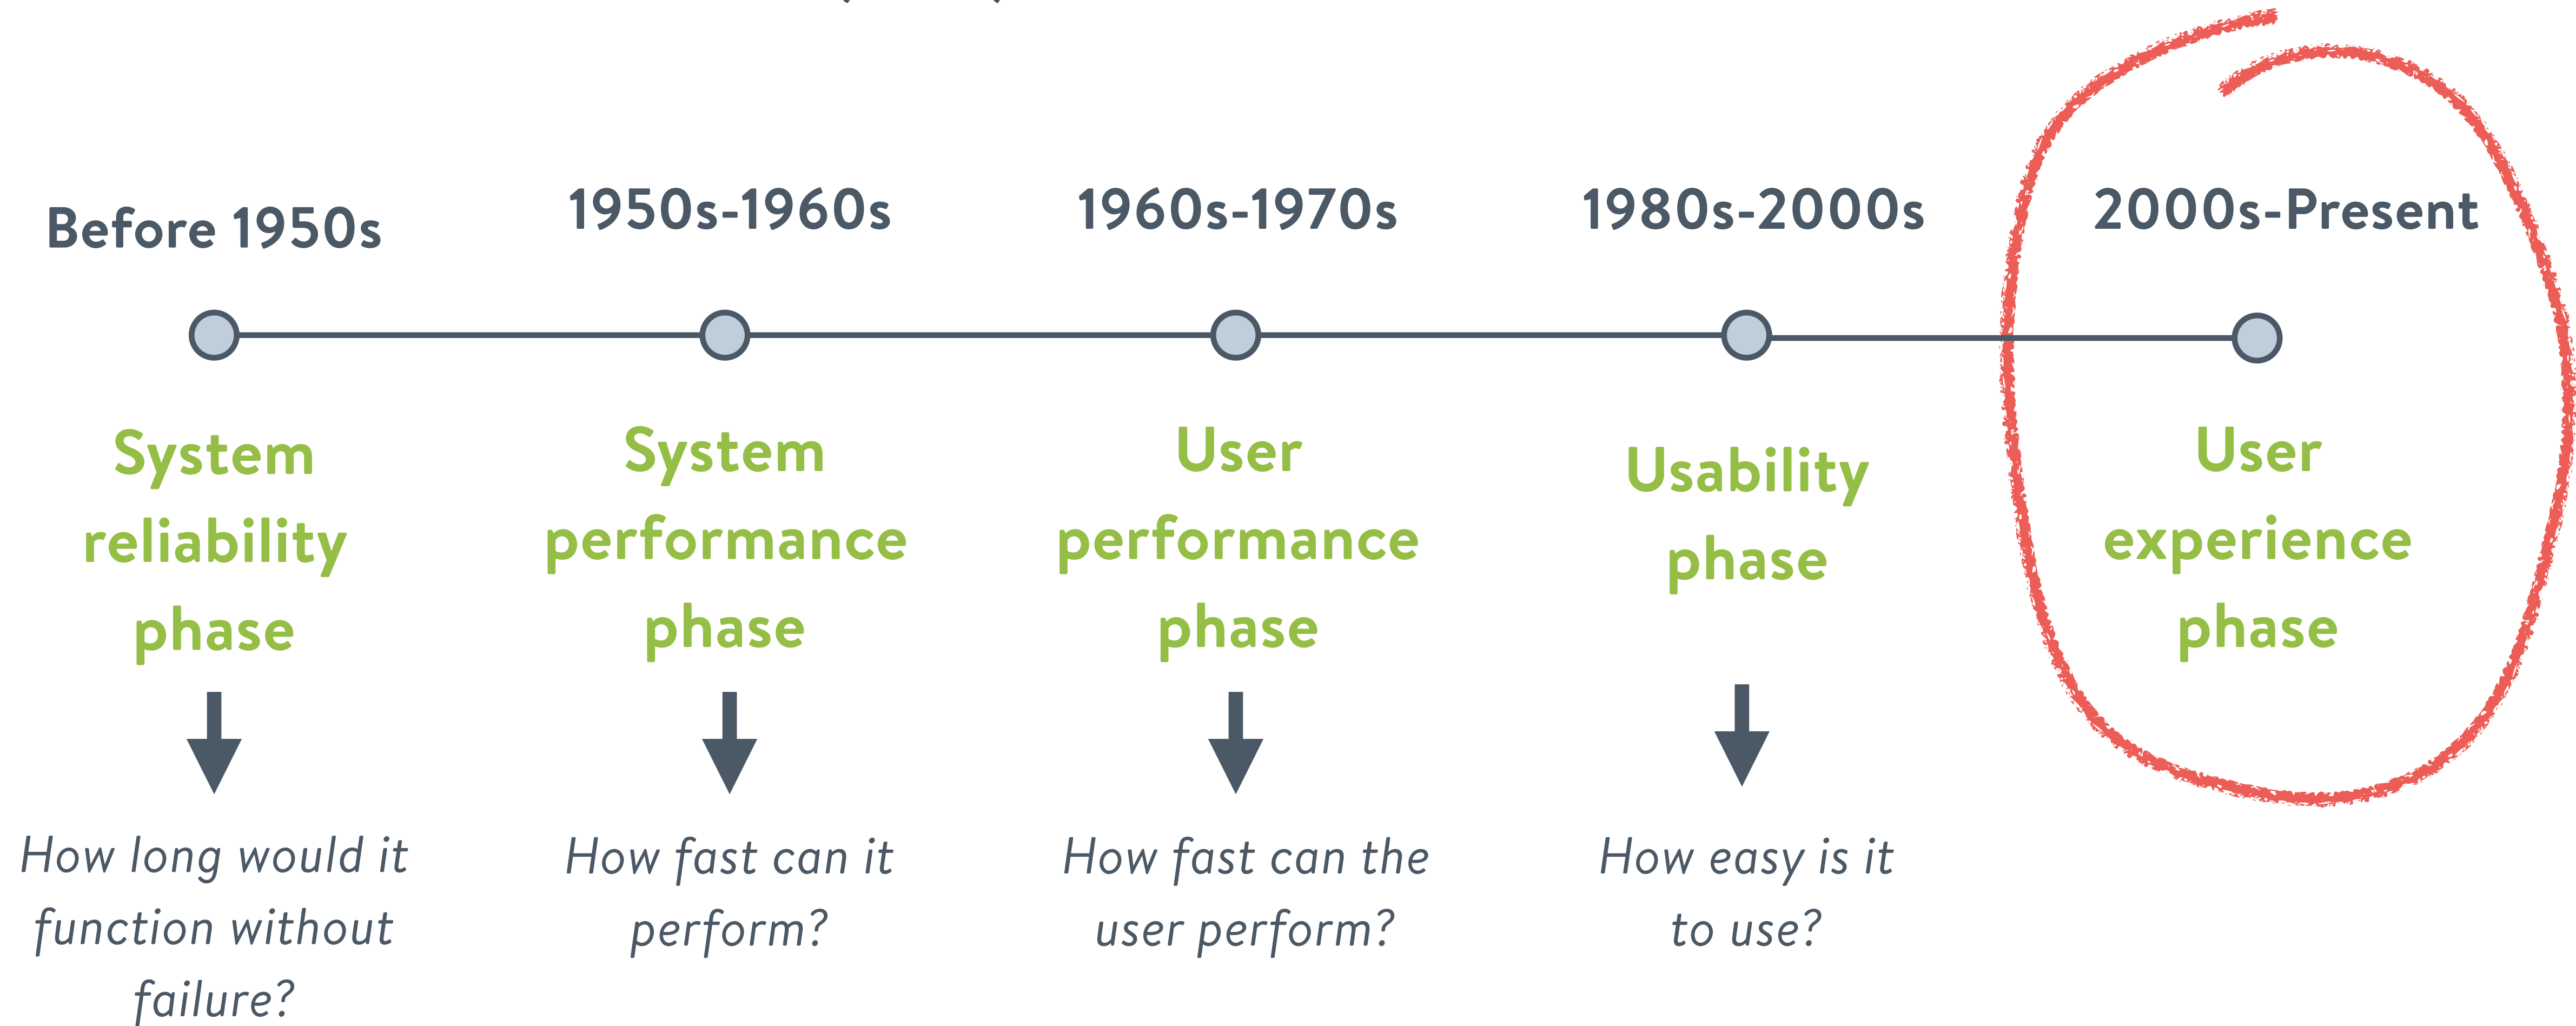 Before 1950s
1950s-1960s
1960s-1970s
1980s-2000s
2000s-Present
System
reliability
phase
System
performance
phase
User
performance
phase
Usability
phase
User
experience
phase
How long would it
function without
failure?
How fast can it
perform?
How fast can the
user perform?
How easy is it
to use?